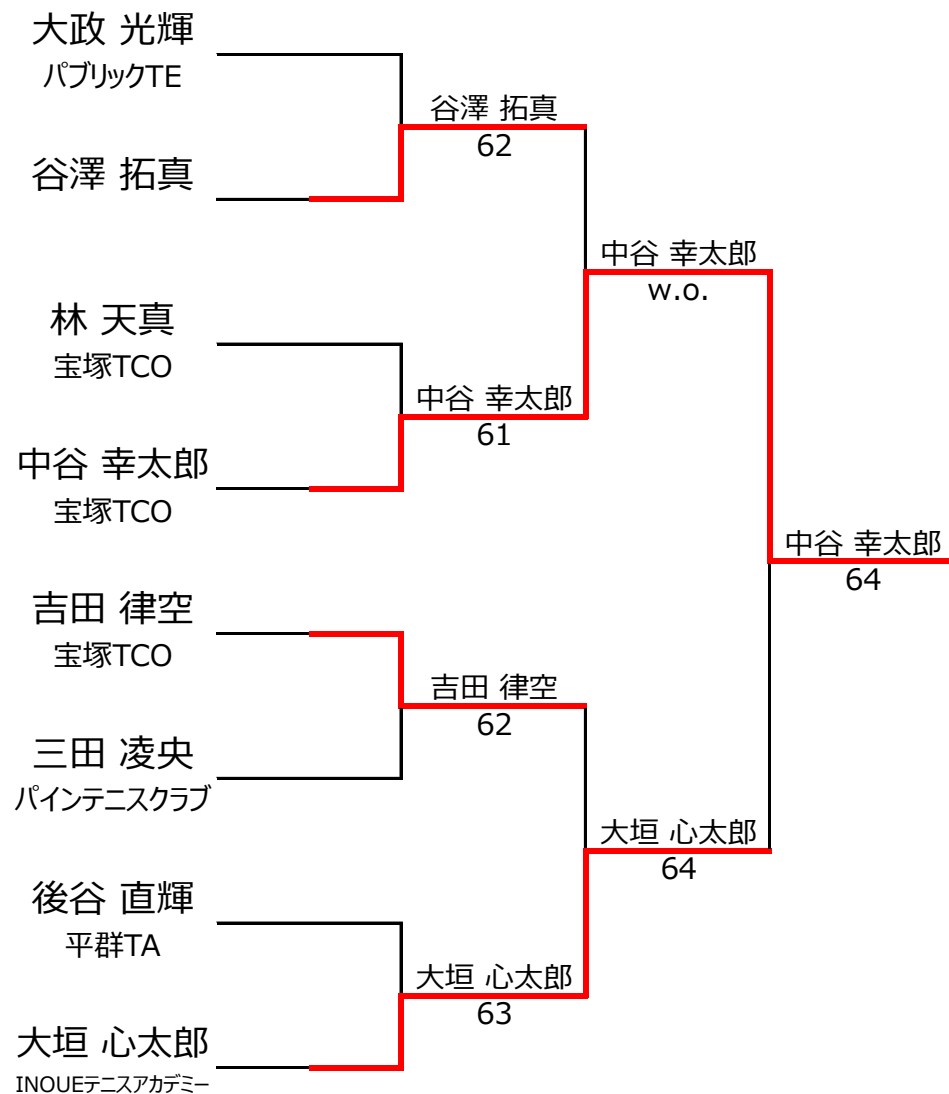 大政 光輝
パブリックTE
谷澤 拓真
62
谷澤 拓真
中谷 幸太郎
w.o.
林 天真
宝塚TCO
中谷 幸太郎
61
中谷 幸太郎
宝塚TCO
中谷 幸太郎
64
吉田 律空
宝塚TCO
吉田 律空
62
三田 凌央
パインテニスクラブ
大垣 心太郎
64
後谷 直輝
平群TA
大垣 心太郎
63
大垣 心太郎
INOUEテニスアカデミー